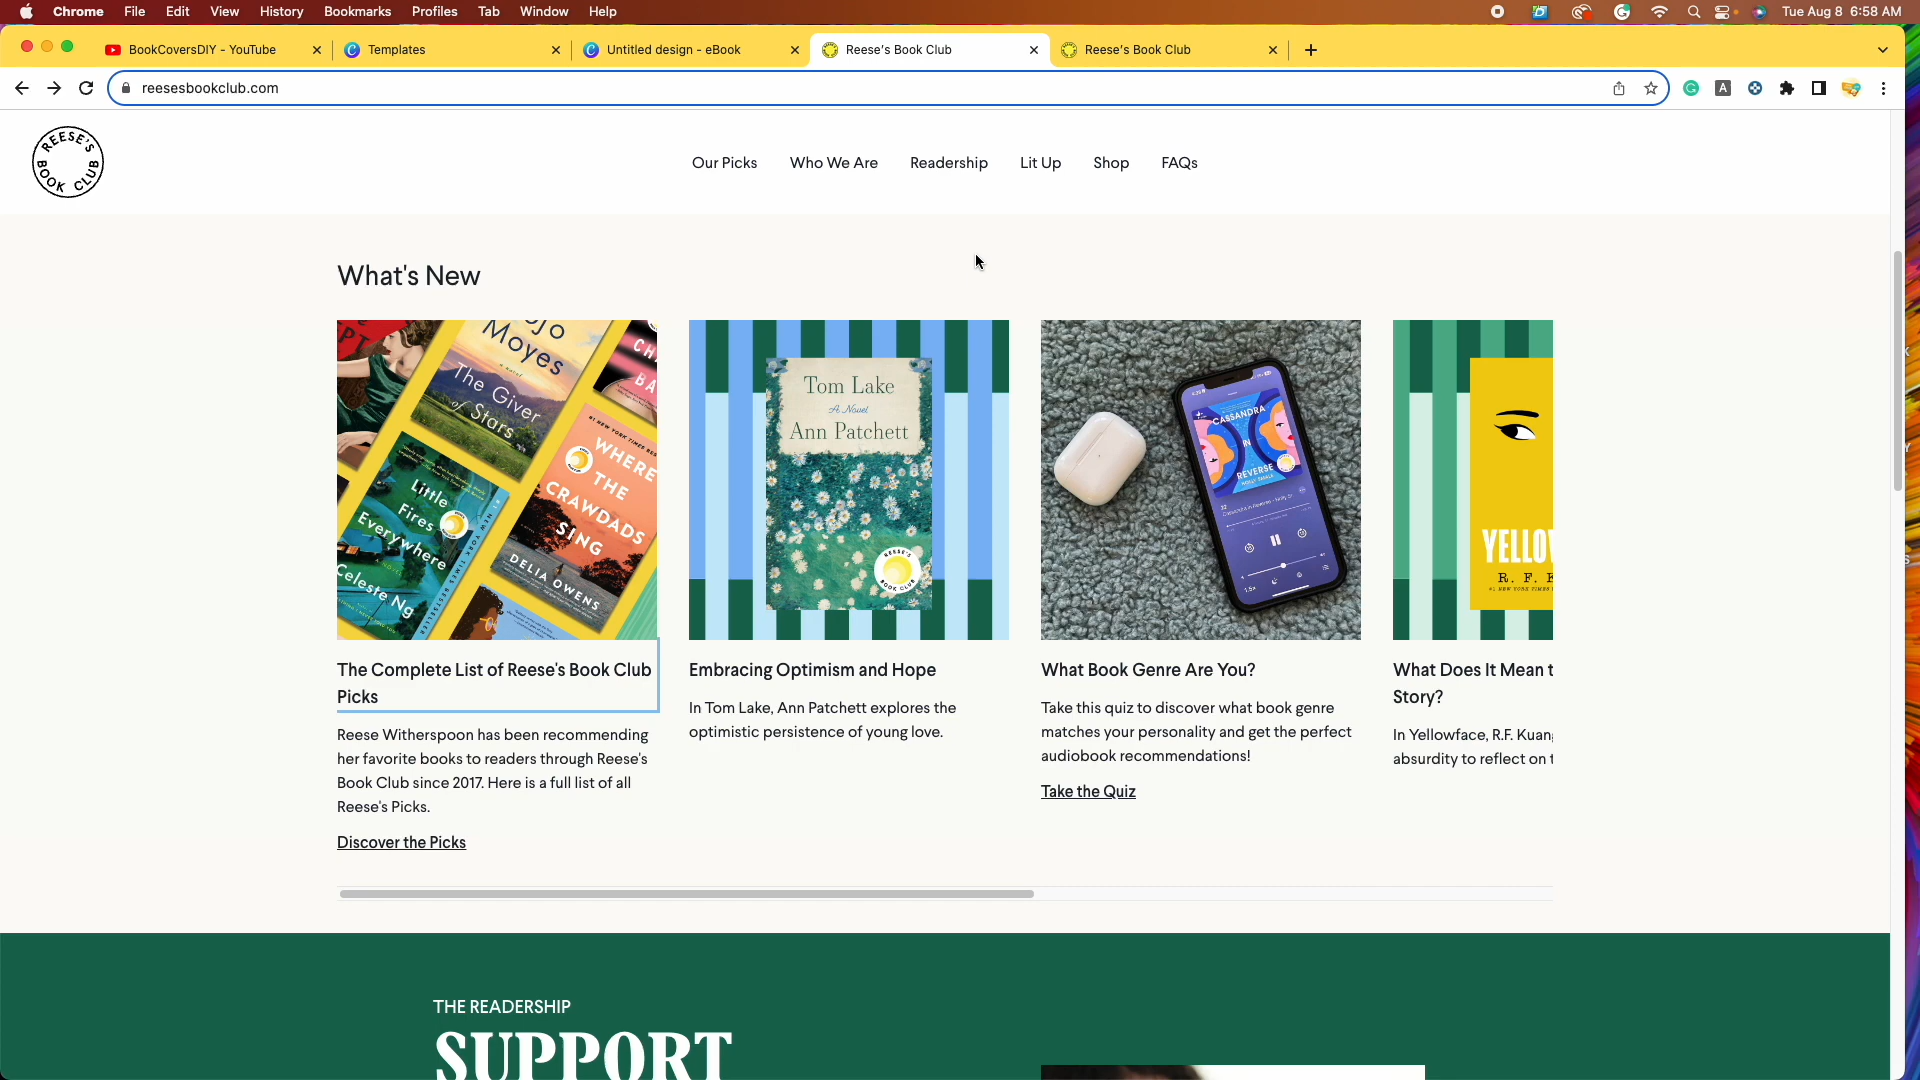 Chrome File Edit View History Bookmarks Profiles Tab Window Help
Tue Aug 8 6:58 AM
BookCoversDIY - YouTube
Templates
Untitled design - eBook
Reese's Book Club
Reese's Book Club
reesesbookclub.com
REESE'S BOOK CLUB
Our Picks
Who We Are
Readership
Lit Up
Shop
FAQs
What's New
Jojo
Moyes
The Giver
of Stars
Little
Fires
Everywhere
Celeste Ng
WHERE
THE
CRAWDADS
SING
DELIA OWENS
Tom Lake
A Novel
Ann Patchett
REESE'S BOOK CLUB
CASSANDRA
IN
REVERSE
YELLOW
R. F.
The Complete List of Reese's Book Club
Picks
Reese Witherspoon has been recommending
her favorite books to readers through Reese's
Book Club since 2017. Here is a full list of all
Reese's Picks.
Discover the Picks
Embracing Optimism and Hope
In Tom Lake, Ann Patchett explores the
optimistic persistence of young love.
What Book Genre Are You?
Take this quiz to discover what book genre
matches your personality and get the perfect
audiobook recommendations!
Take the Quiz
What Does It Mean t
Story?
In Yellowface, R.F. Kuang
absurdity to reflect on t
THE READERSHIP
SUPPORT